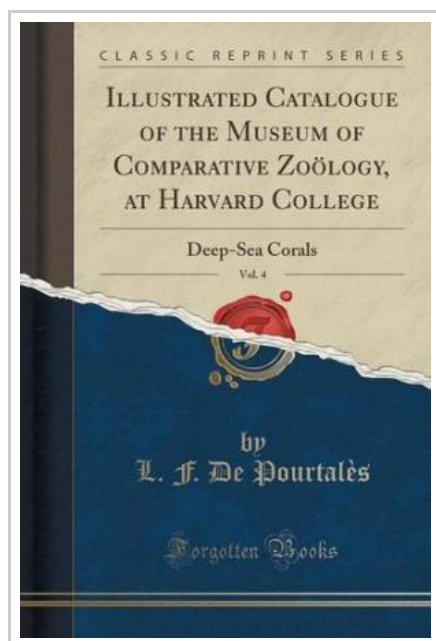 CLASSIC REPRINT SERIES
ILLUSTRATED CATALOGUE
OF THE MUSEUM OF
COMPARATIVE ZOÖLOGY,
AT HARVARD COLLEGE
Deep-Sea Corals
Vol. 4
F
by
L. F. De Pourtalès
Forgotten Books